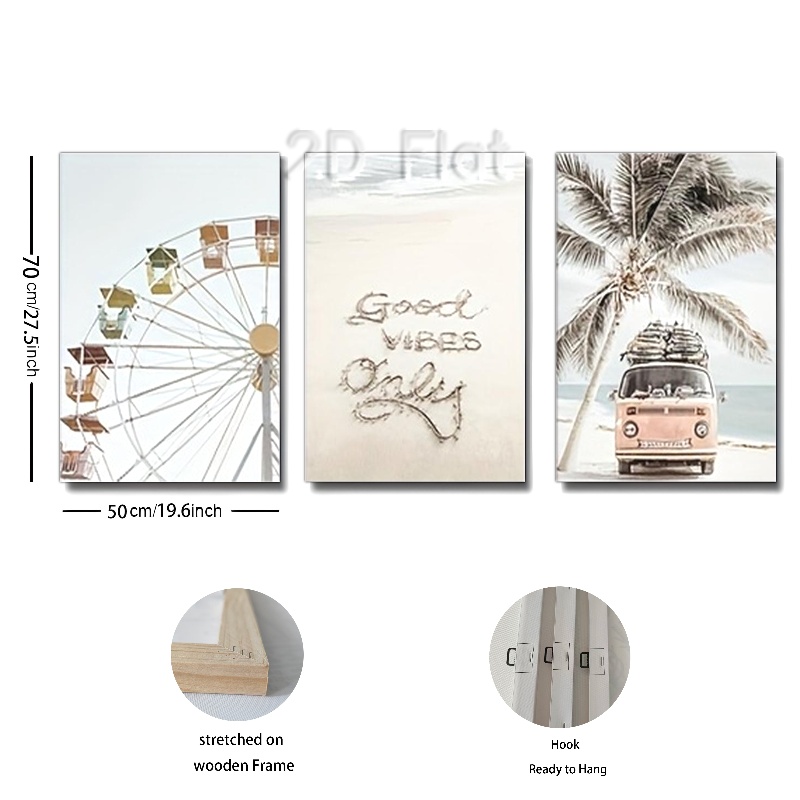 2D Flat
Good
VIBES
Only
70 cm/27.5inch
50cm/19.6inch
stretched on
wooden Frame
Hook
Ready to Hang